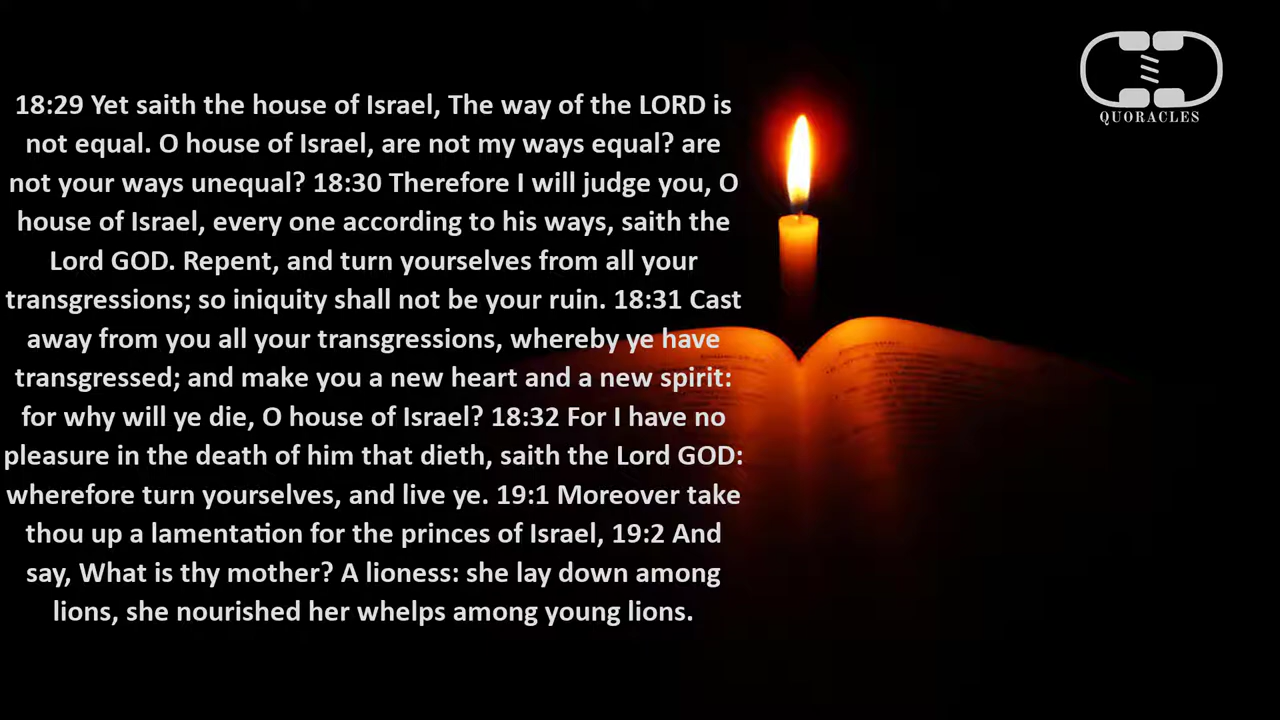 18:29 Yet saith the house of Israel, The way of the LORD is
not equal. O house of Israel, are not my ways equal? are
not your ways unequal? 18:30 Therefore I will judge you, O
house of Israel, every one according to his ways, saith the
Lord GOD. Repent, and turn yourselves from all your
transgressions; so iniquity shall not be your ruin. 18:31 Cast
away from you all your transgressions, whereby ye have
transgressed; and make you a new heart and a new spirit:
for why will ye die, O house of Israel? 18:32 For I have no
pleasure in the death of him that dieth, saith the Lord GOD:
wherefore turn yourselves, and live ye. 19:1 Moreover take
thou up a lamentation for the princes of Israel, 19:2 And
say, What is thy mother? A lioness: she lay down among
lions, she nourished her whelps among young lions.
QUORACLES